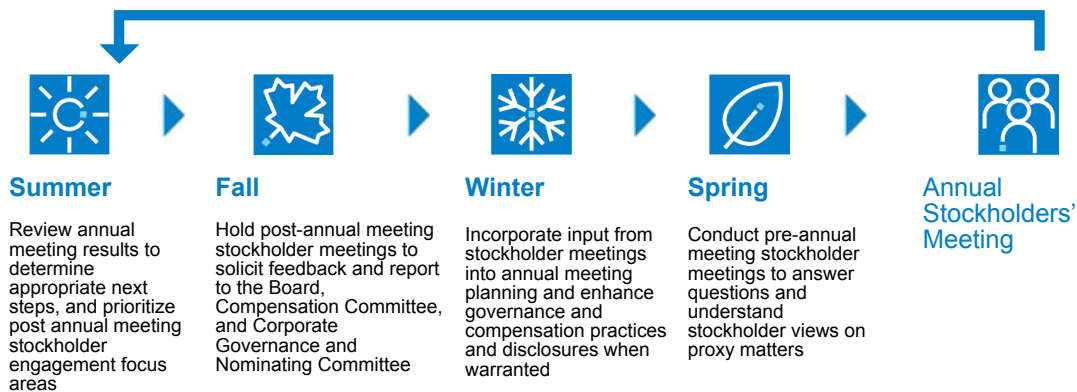 Summer
Review annual
meeting results to
determine
appropriate next
steps, and prioritize
post annual meeting
stockholder
engagement focus
areas
Fall
Hold post-annual meeting
stockholder meetings to
solicit feedback and report
to the Board,
Compensation Committee,
and Corporate
Governance and
Nominating Committee
Winter
Incorporate input from
stockholder meetings
into annual meeting
planning and enhance
governance and
compensation practices
and disclosures when
warranted
Spring
Conduct pre-annual
meeting stockholder
meetings to answer
questions and
understand
stockholder views on
proxy matters
Annual
Stockholders’
Meeting